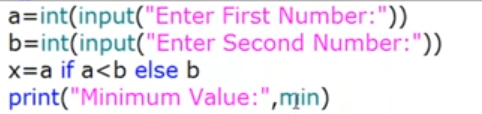 a=int(input("Enter First Number:"))
b=int(input("Enter Second Number:"))
x=a if a<b else b
print("Minimum Value:",min)